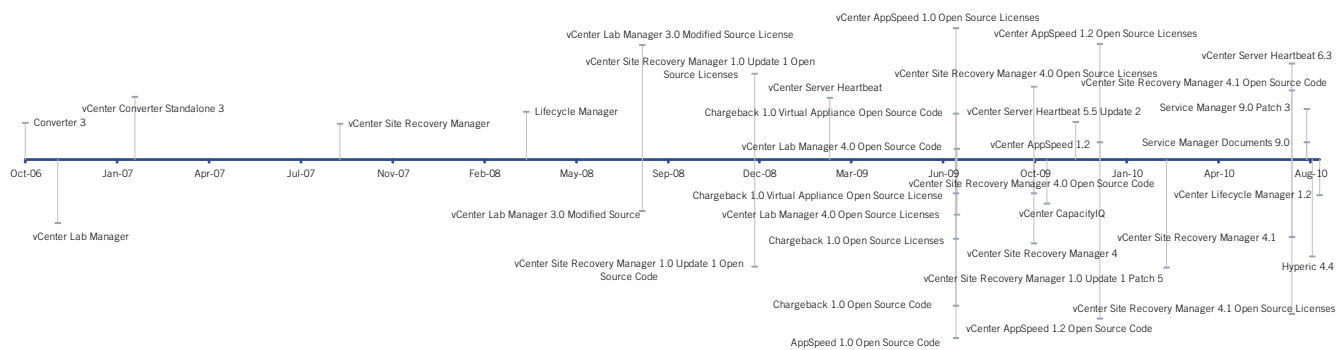 vCenter AppSpeed 1.0 Open Source Licenses
vCenter Lab Manager 3.0 Modified Source License
vCenter AppSpeed 1.2 Open Source Licenses
vCenter Server Heartbeat 6.3
vCenter Site Recovery Manager 1.0 Update 1 Open
Source Licenses
vCenter Site Recovery Manager 4.0 Open Source Licenses
vCenter Site Recovery Manager 4.1 Open Source Code
vCenter Server Heartbeat
vCenter Converter Standalone 3
Lifecycle Manager
Chargeback 1.0 Virtual Appliance Open Source Code
vCenter Server Heartbeat 5.5 Update 2
Service Manager 9.0 Patch 3
Converter 3
vCenter Site Recovery Manager
vCenter Lab Manager 4.0 Open Source Code
vCenter AppSpeed 1.2
Service Manager Documents 9.0
Oct-06
Jan-07
Apr-07
Jul-07
Nov-07
Feb-08
May-08
Sep-08
Dec-08
Mar-09
Jun-09
Oct-09
Jan-10
Apr-10
Aug-10
vCenter Site Recovery Manager 4.0 Open Source Code
Chargeback 1.0 Virtual Appliance Open Source License
vCenter Lifecycle Manager 1.2
vCenter Lab Manager 3.0 Modified Source
vCenter Lab Manager 4.0 Open Source Licenses
vCenter CapacityIQ
vCenter Lab Manager
Chargeback 1.0 Open Source Licenses
vCenter Site Recovery Manager 4.1
vCenter Site Recovery Manager 4
vCenter Site Recovery Manager 1.0 Update 1 Open
Source Code
Hyperic 4.4
vCenter Site Recovery Manager 1.0 Update 1 Patch 5
Chargeback 1.0 Open Source Code
vCenter Site Recovery Manager 4.1 Open Source Licenses
vCenter AppSpeed 1.2 Open Source Code
AppSpeed 1.0 Open Source Code